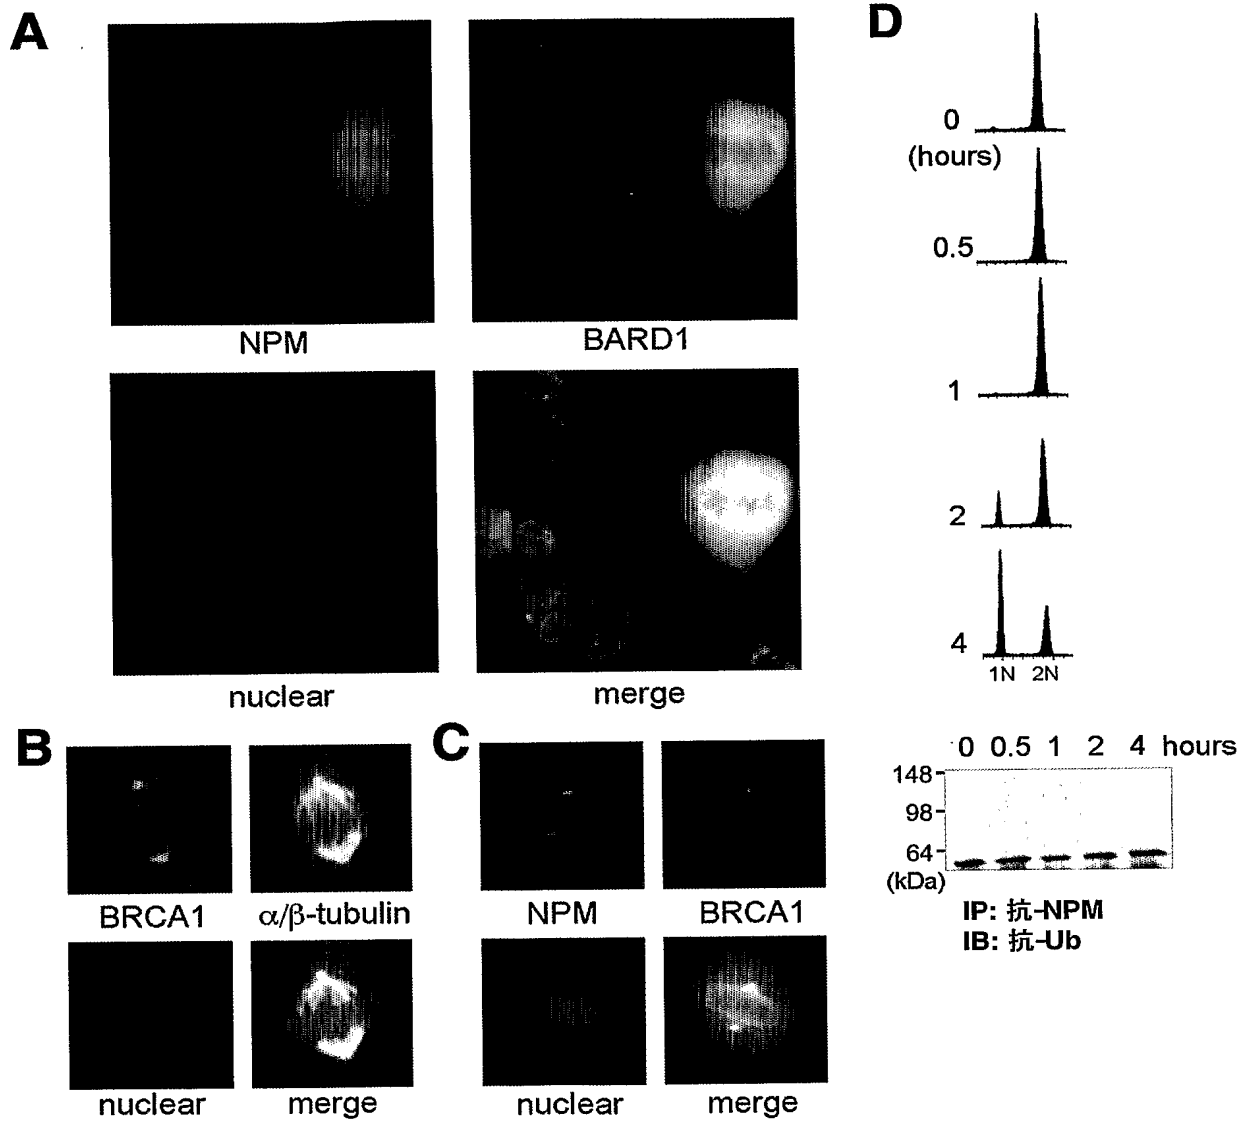 A
NPM
BARD1
nuclear
merge
B
BRCA1
α/β-tubulin
nuclear
merge
C
NPM
BRCA1
nuclear
merge
D
0
(hours)
0.5
1
2
4
1N 2N
0 0.5 1 2 4 hours
148
98
64
(kDa)
IP: 抗-NPM
IB: 抗-Ub